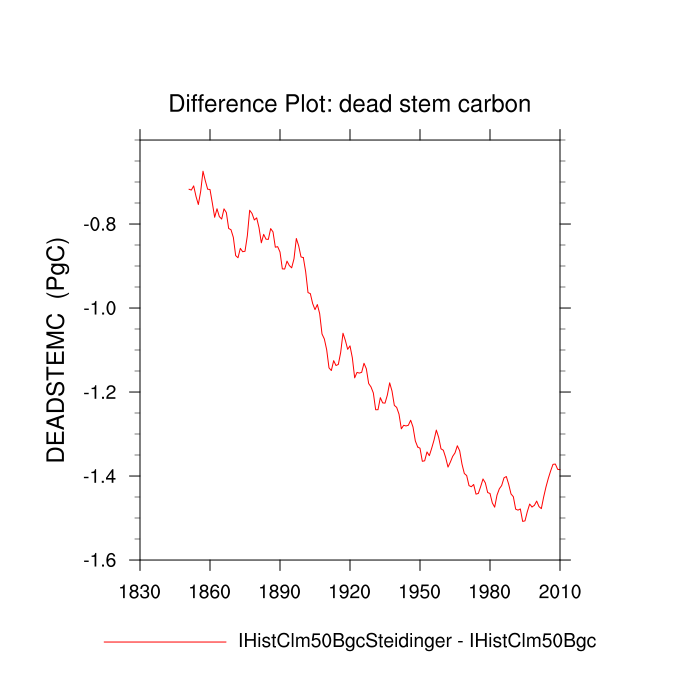 Difference Plot: dead stem carbon
DEADSTEMC (PgC)
-0.8
-1.0
-1.2
-1.4
-1.6
1830 1860 1890 1920 1950 1980 2010
IHistClm50BgcSteidinger - IHistClm50Bgc